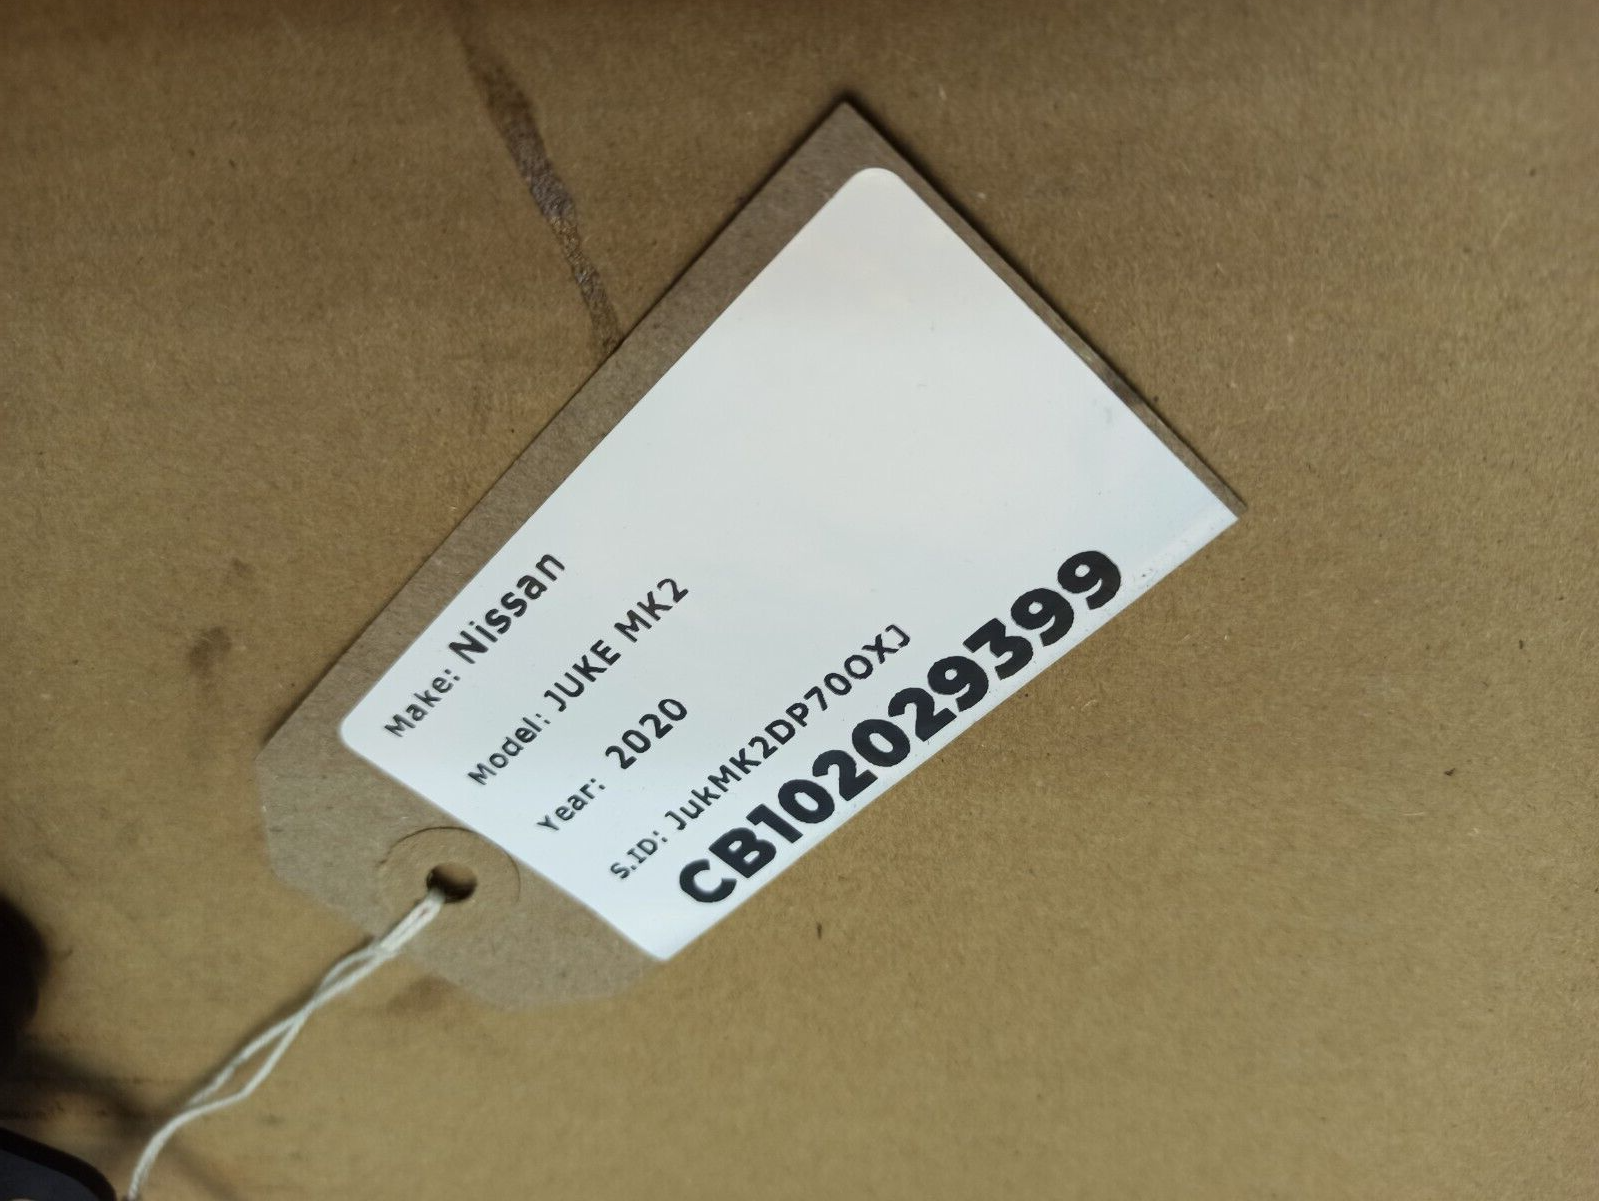 Make: Nissan
Model: JUKE MK2
Year: 2020
S.ID: JukMK2DP70OXJ
CB102029399